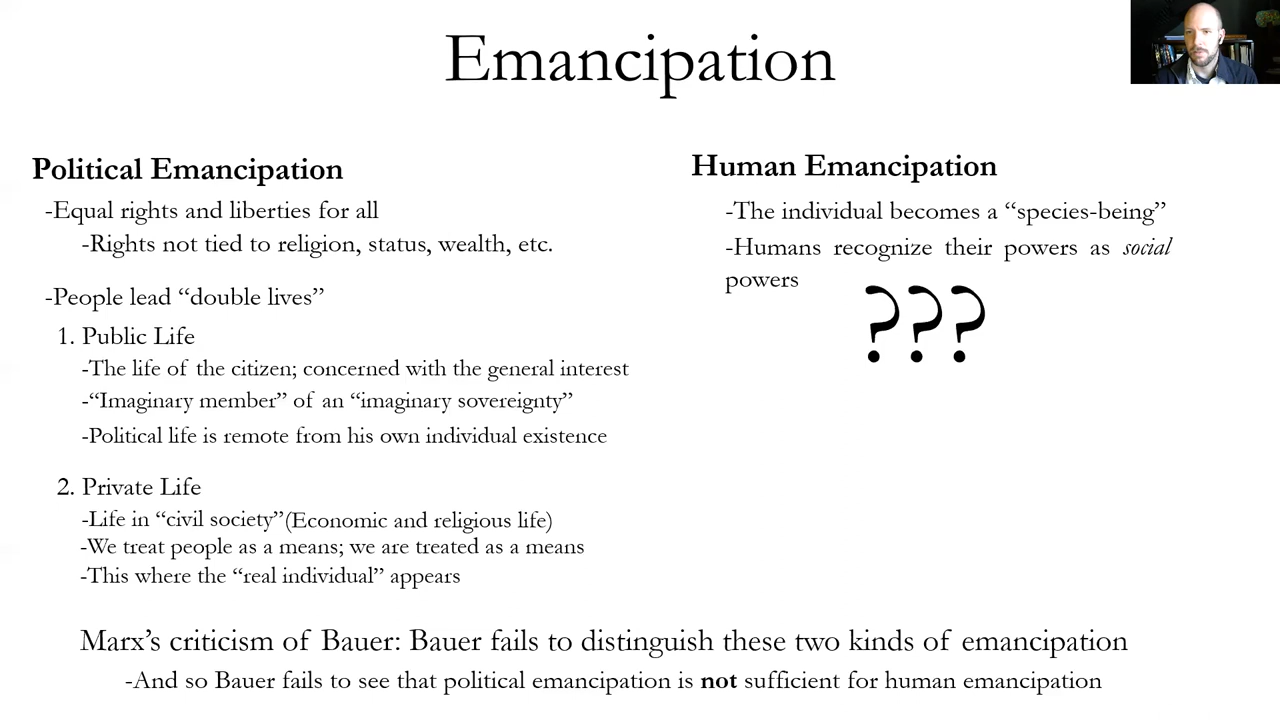 Emancipation
Political Emancipation
-Equal rights and liberties for all
-Rights not tied to religion, status, wealth, etc.
-People lead “double lives”
1. Public Life
-The life of the citizen; concerned with the general interest
-“Imaginary member” of an “imaginary sovereignty”
-Political life is remote from his own individual existence
2. Private Life
-Life in “civil society”(Economic and religious life)
-We treat people as a means; we are treated as a means
-This where the “real individual” appears
Human Emancipation
-The individual becomes a “species-being”
-Humans recognize their powers as social
powers
???
Marx’s criticism of Bauer: Bauer fails to distinguish these two kinds of emancipation
-And so Bauer fails to see that political emancipation is not sufficient for human emancipation